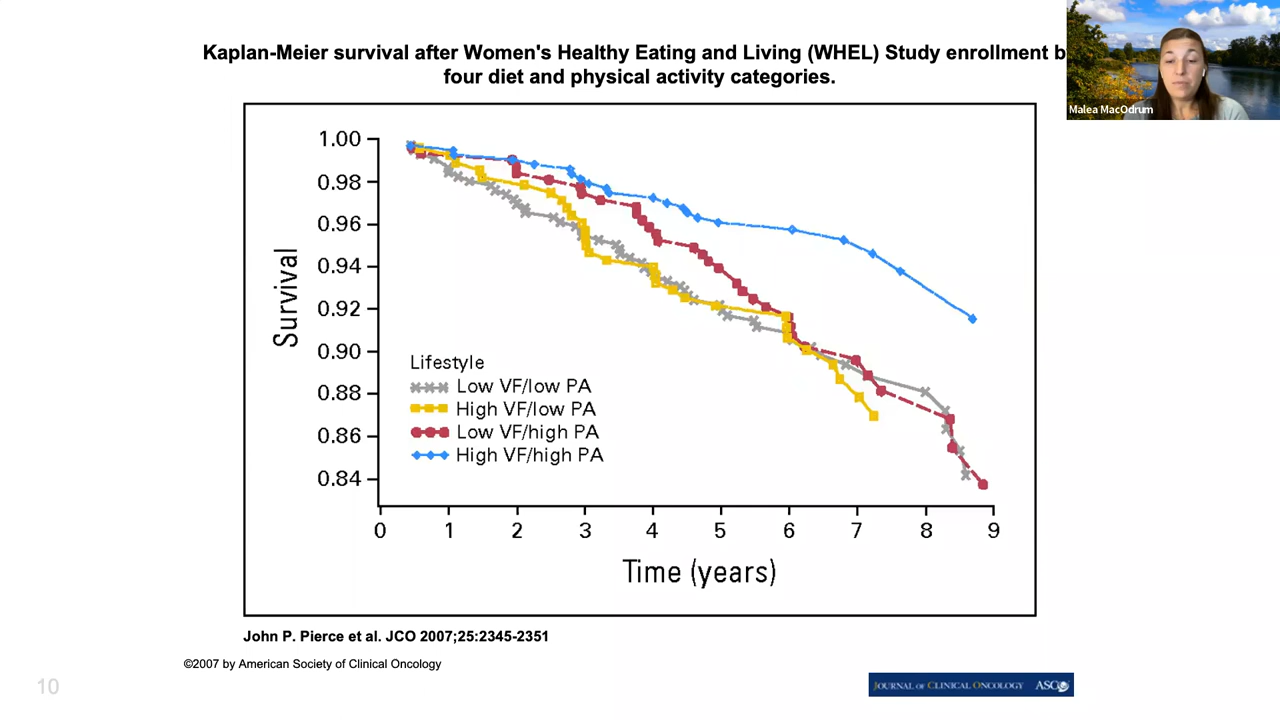 Kaplan-Meier survival after Women's Healthy Eating and Living (WHEL) Study enrollment b
four diet and physical activity categories.
Malea MacOdrum
1.00
0.98
0.96
0.94
0.92
0.90
0.88
0.86
0.84
Survival
Lifestyle
Low VF/low PA
High VF/low PA
Low VF/high PA
High VF/high PA
0 1 2 3 4 5 6 7 8 9
Time (years)
John P. Pierce et al. JCO 2007;25:2345-2351
©2007 by American Society of Clinical Oncology
10
JOURNAL OF CLINICAL ONCOLOGY ASCO